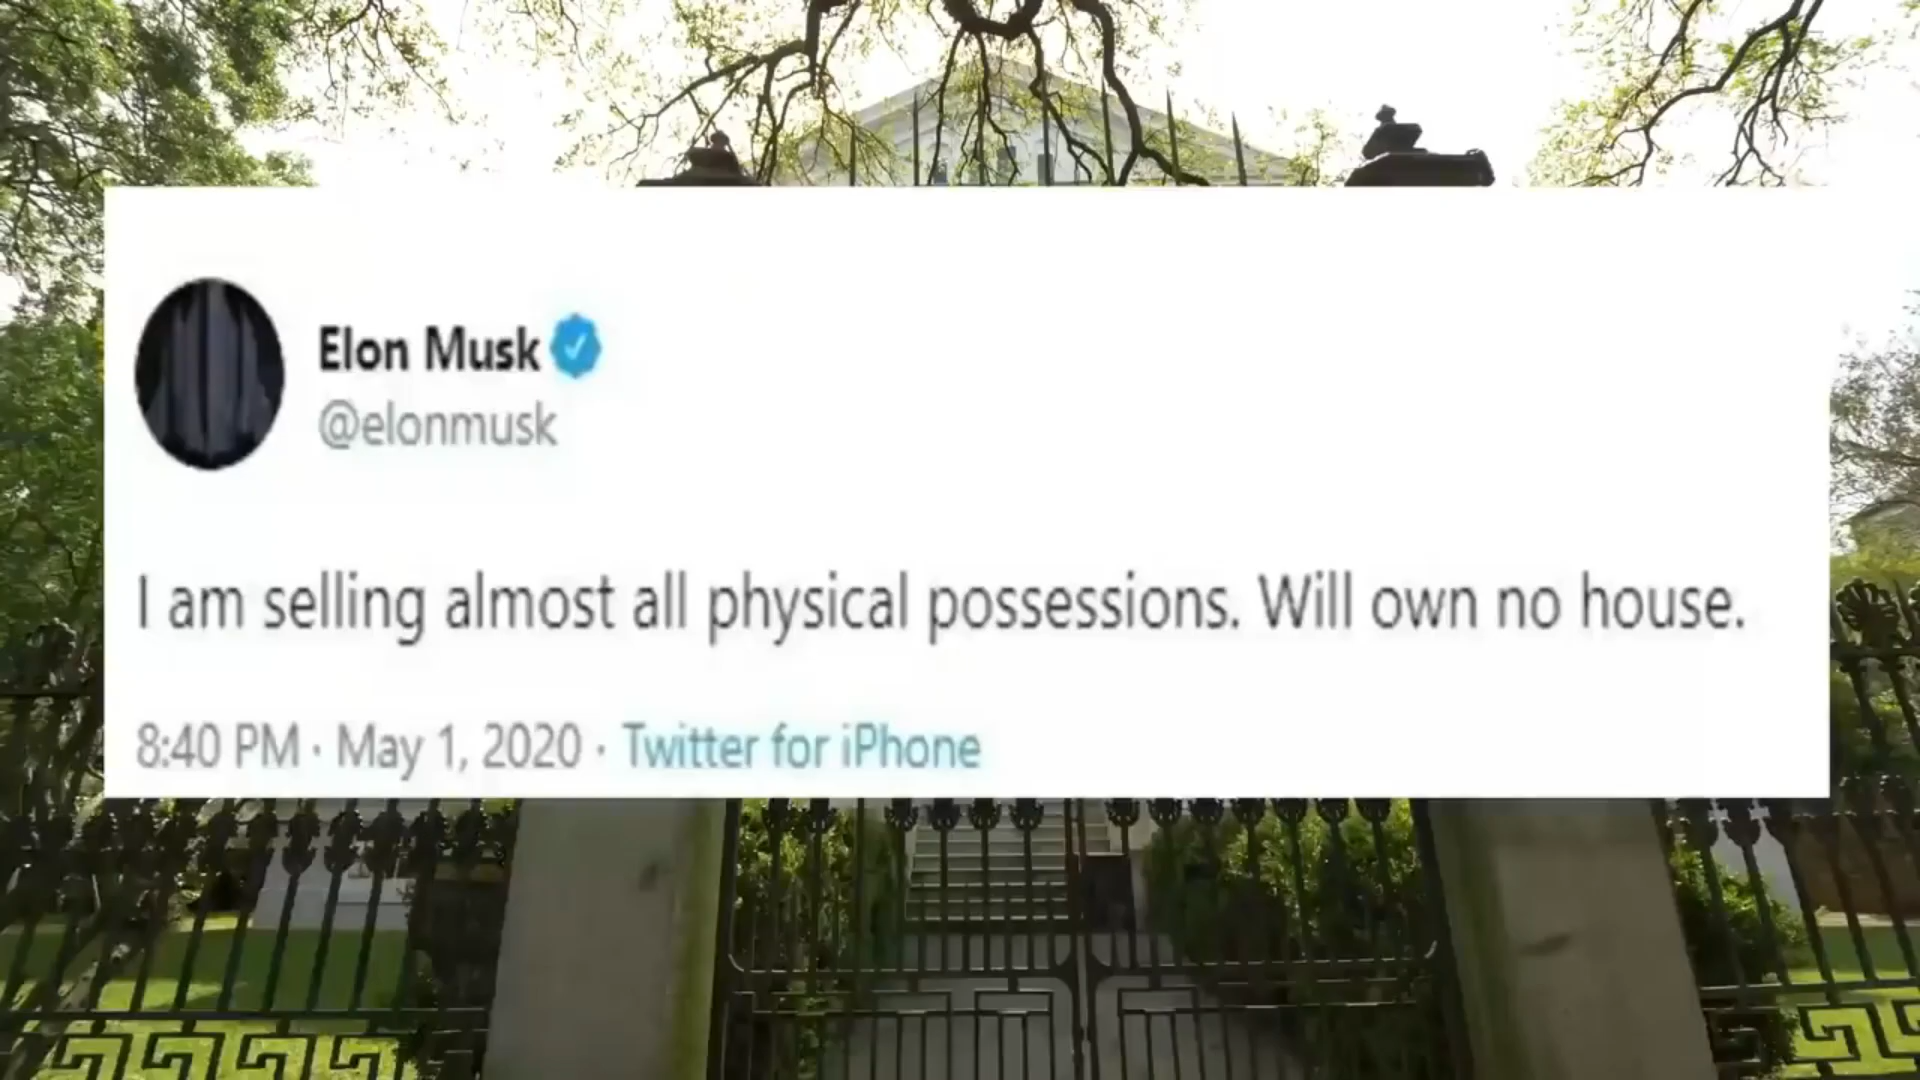 Elon Musk
@elonmusk
I am selling almost all physical possessions. Will own no house.
8:40 PM · May 1, 2020 · Twitter for iPhone